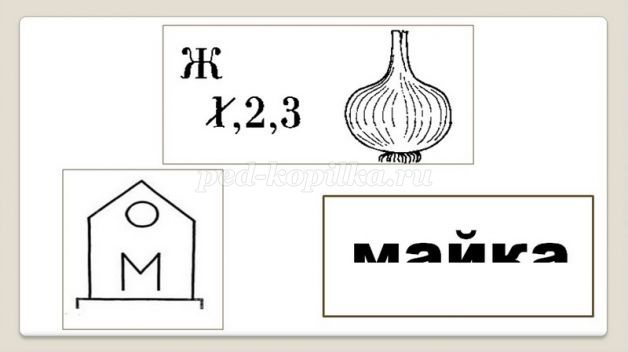 Ж
1,2,3
ped-kopilka.ru
О
М
майка